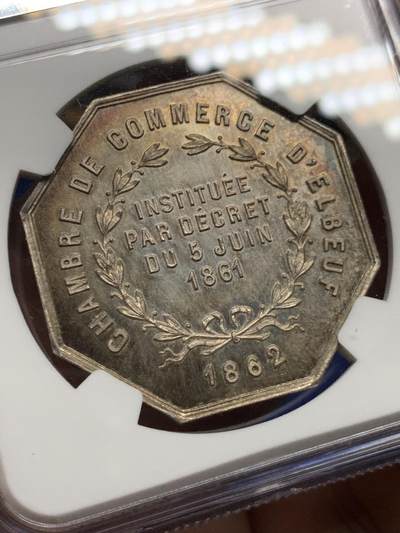 CHAMBRE DE COMMERCE D'ELBEUF
INSTITUÉE
PAR DÉCRET
DU 5 JUIN
1861
1862